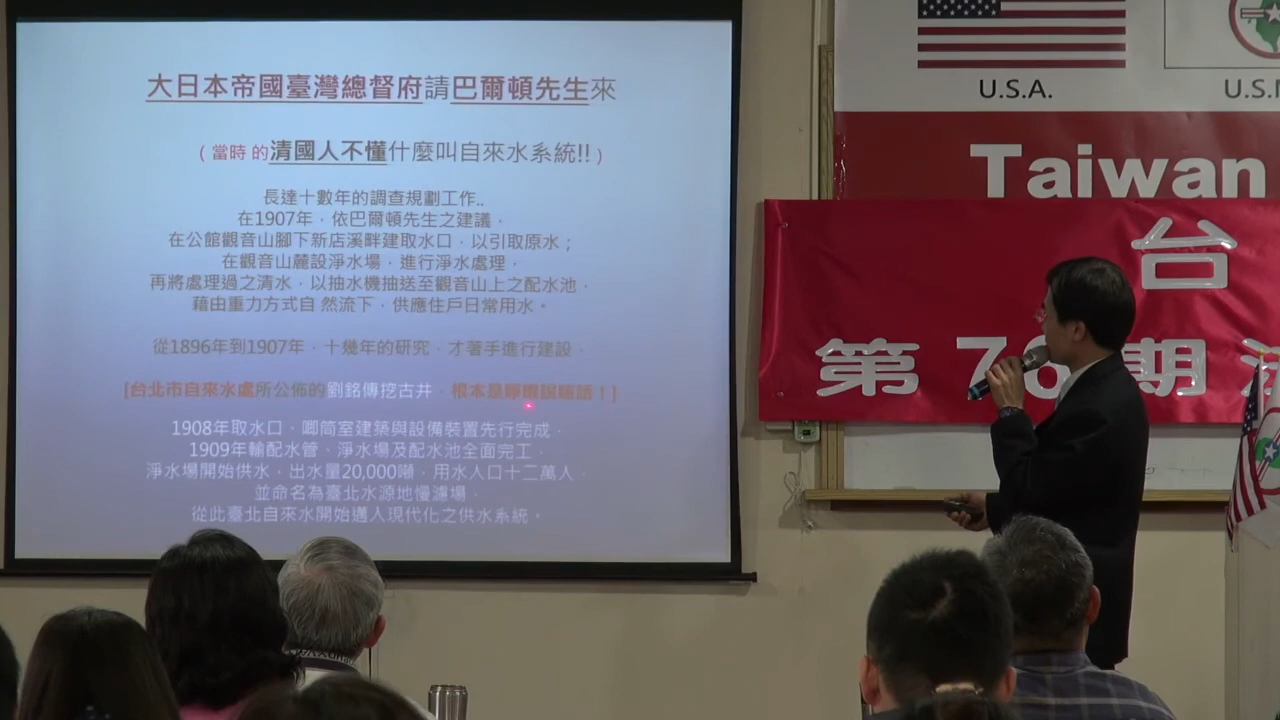 大日本帝國臺灣總督府請巴爾頓先生來
(當時 的清國人不懂什麼叫自來水系統!!)
長達十數年的調查規劃工作..
在1907年，依巴爾頓先生之建議，
在公館觀音山腳下新店溪畔建取水口，以引取原水；
在觀音山麓設淨水場，進行淨水處理，
再將處理過之清水，以抽水機抽送至觀音山上之配水池，
藉由重力方式自 然流下，供應住戶日常用水。
從1896年到1907年，十幾年的研究，才著手進行建設，
[台北市自來水處所公佈的劉銘傳挖古井，根本是睜眼說瞎話！]
1908年取水口，唧筒室建築與設備裝置先行完成，
1909年輸配水管、淨水場及配水池全面完工，
淨水場開始供水，出水量20,000噸，用水人口十二萬人，
並命名為臺北水源地慢濾場，
從此臺北自來水開始邁入現代化之供水系統。
U.S.A.
U.S.
Taiwan
台
第 76 期